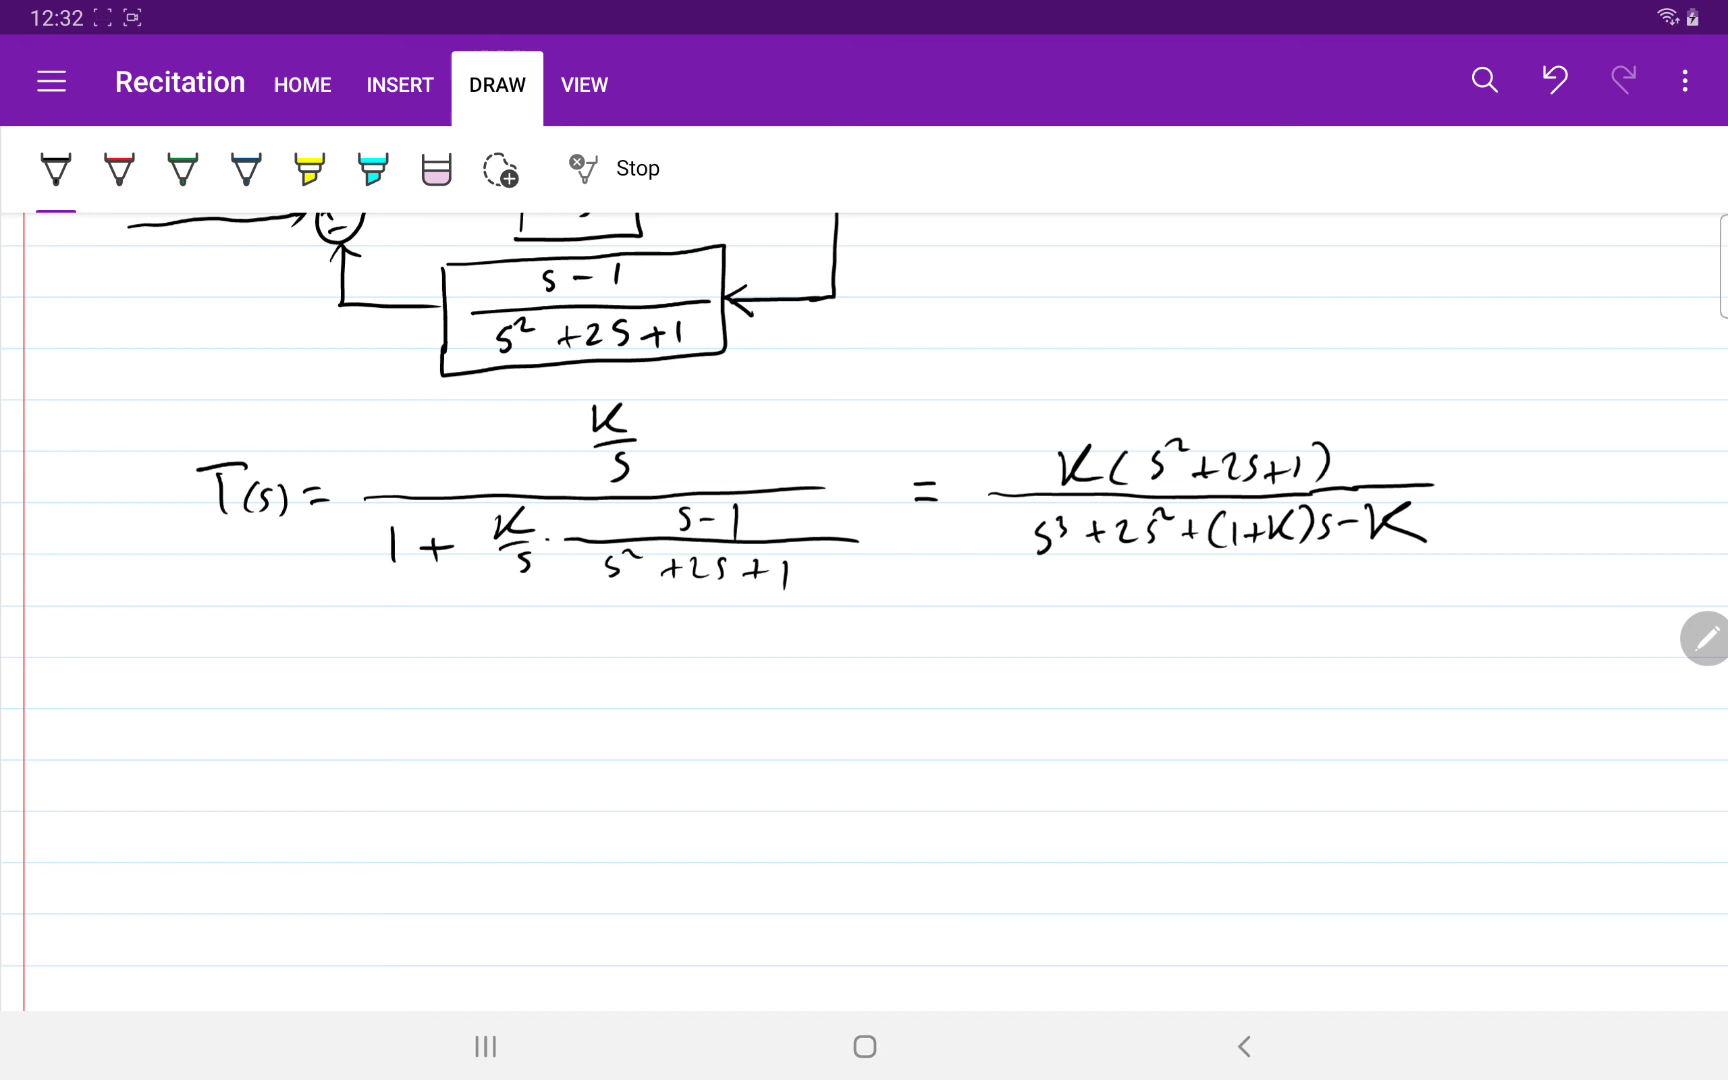 12:32
Recitation HOME INSERT DRAW VIEW
Stop
s - 1
s² + 2s + 1
T(s) = K/s / (1 + K/s · (s-1)/(s² + 2s + 1)) = K(s² + 2s + 1) / (s³ + 2s² + (1+K)s - K)